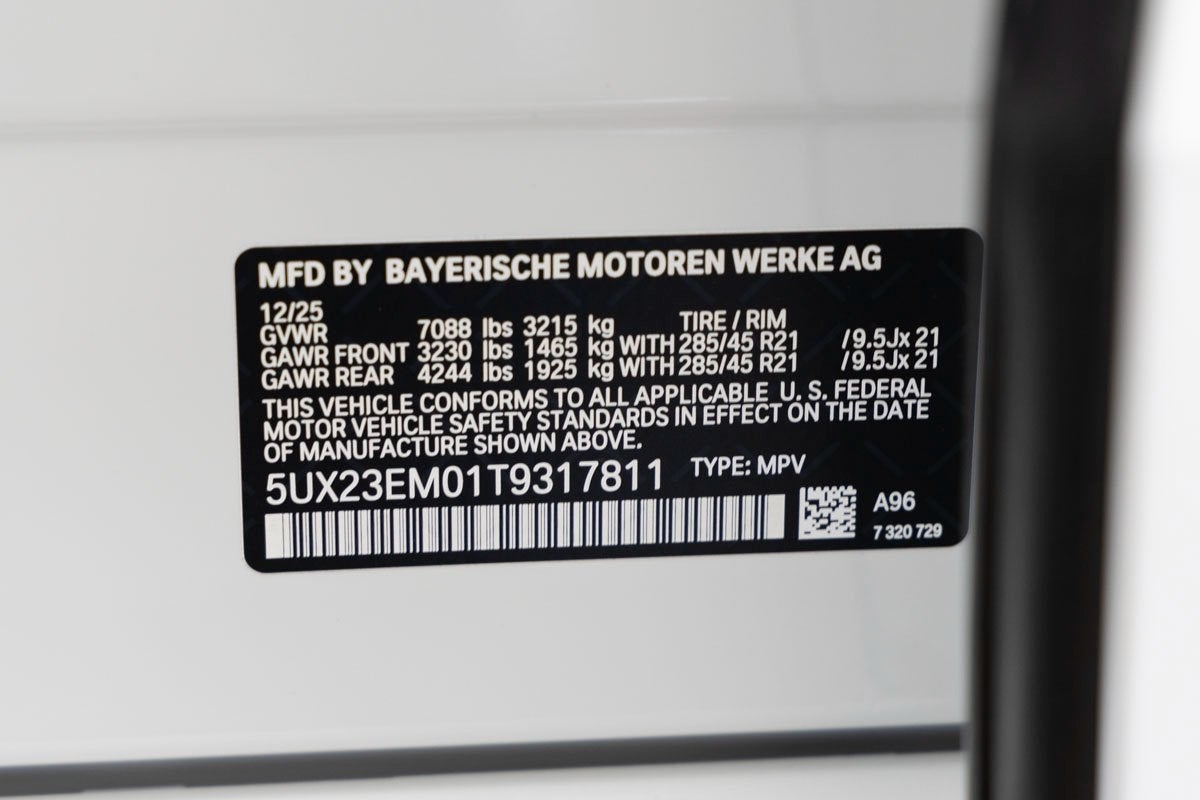 MFD BY BAYERISCHE MOTOREN WERKE AG
12/25
GVWR 7088 lbs 3215 kg TIRE / RIM
GAWR FRONT 3230 lbs 1465 kg WITH 285/45 R21 /9.5Jx 21
GAWR REAR 4244 lbs 1925 kg WITH 285/45 R21 /9.5Jx 21
THIS VEHICLE CONFORMS TO ALL APPLICABLE U. S. FEDERAL
MOTOR VEHICLE SAFETY STANDARDS IN EFFECT ON THE DATE
OF MANUFACTURE SHOWN ABOVE.
5UX23EM01T9317811 TYPE: MPV
A96
7 320 729